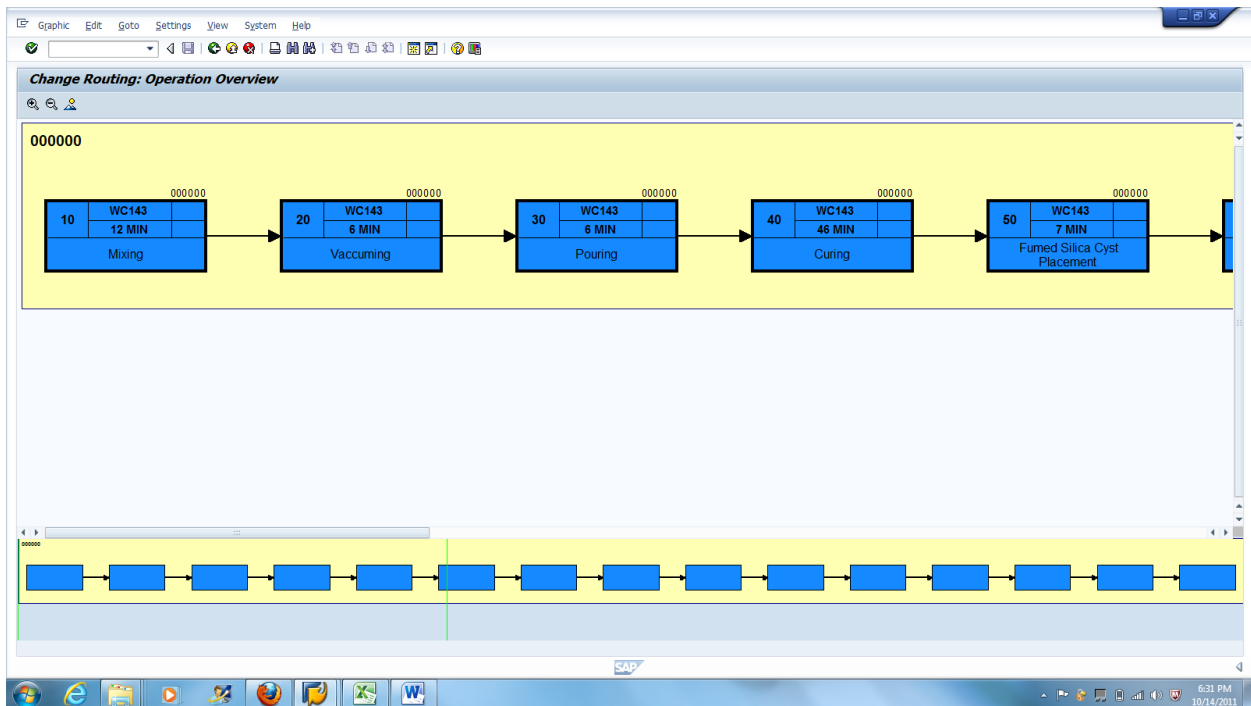 Graphic Edit Goto Settings View System Help
Change Routing: Operation Overview
000000
000000 000000 000000 000000 000000
10 WC143 20 WC143 30 WC143 40 WC143 50 WC143
12 MIN 6 MIN 6 MIN 46 MIN 7 MIN
Mixing Vaccuming Pouring Curing Fumed Silica Cyst
Placement
000000
SAP
6:31 PM
10/14/2011